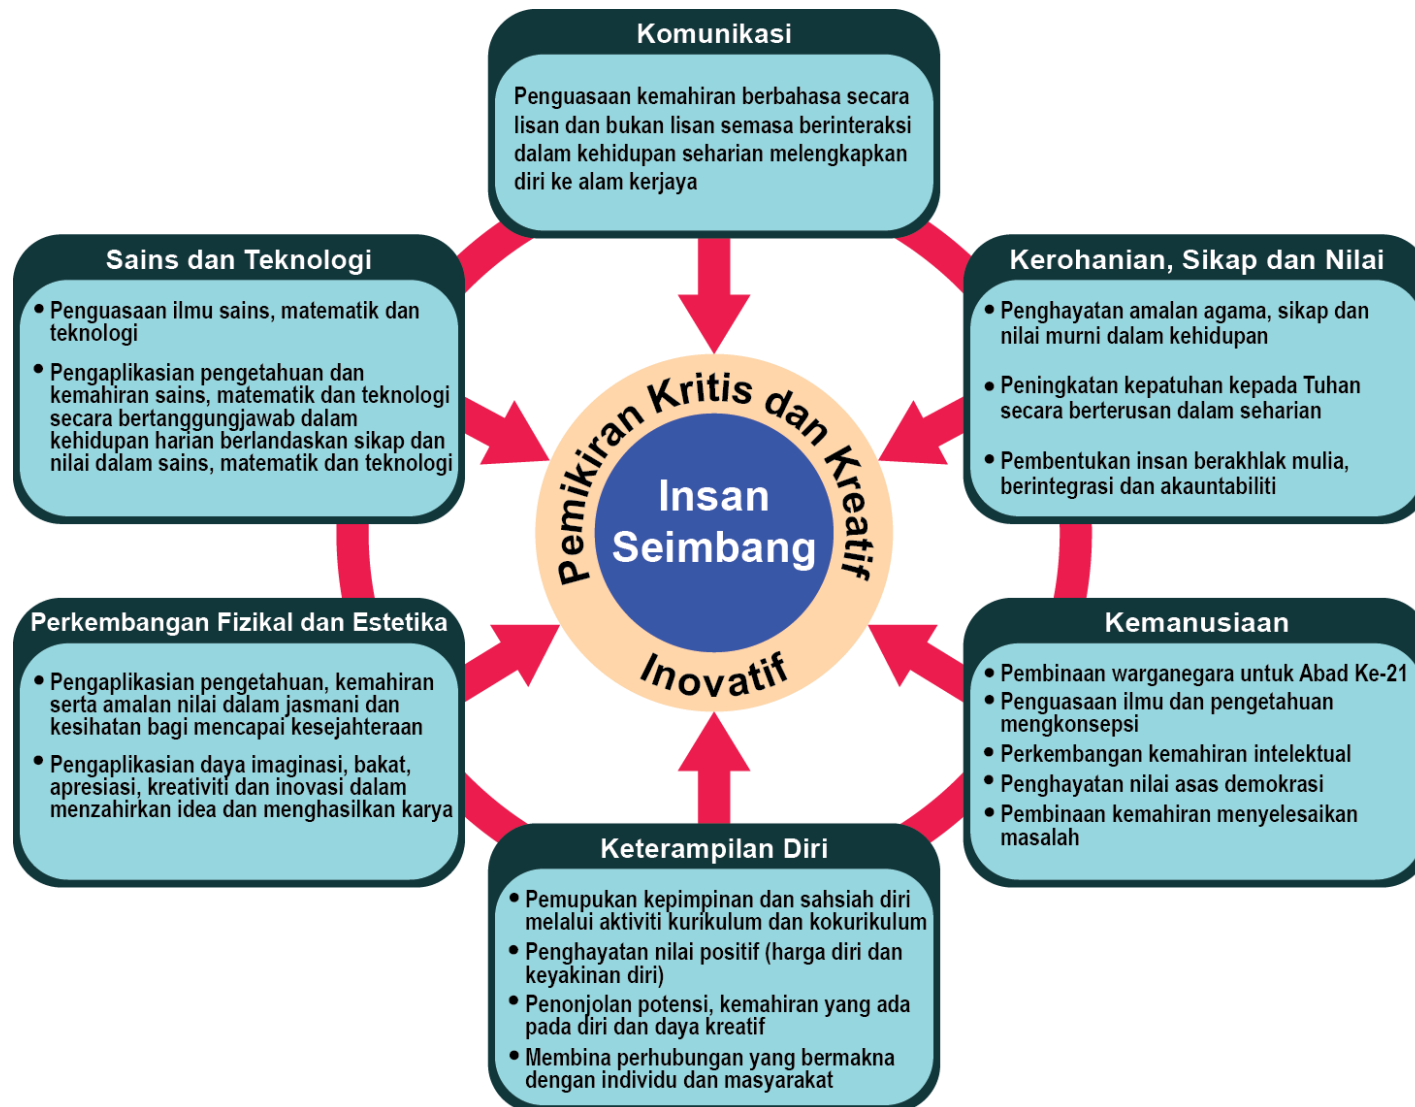 Komunikasi
Penguasaan kemahiran berbahasa secara
lisan dan bukan lisan semasa berinteraksi
dalam kehidupan seharian melengkapkan
diri ke alam kerjaya
Sains dan Teknologi
• Penguasaan ilmu sains, matematik dan
teknologi
• Pengaplikasian pengetahuan dan
kemahiran sains, matematik dan teknologi
secara bertanggungjawab dalam
kehidupan harian berlandaskan sikap dan
nilai dalam sains, matematik dan teknologi
Kerohanian, Sikap dan Nilai
• Penghayatan amalan agama, sikap dan
nilai murni dalam kehidupan
• Peningkatan kepatuhan kepada Tuhan
secara berterusan dalam seharian
• Pembentukan insan berakhlak mulia,
berintegrasi dan akauntabiliti
Pemikiran Kritis dan Kreatif
Insan
Seimbang
Inovatif
Perkembangan Fizikal dan Estetika
• Pengaplikasian pengetahuan, kemahiran
serta amalan nilai dalam jasmani dan
kesihatan bagi mencapai kesejahteraan
• Pengaplikasian daya imaginasi, bakat,
apresiasi, kreativiti dan inovasi dalam
menzahirkan idea dan menghasilkan karya
Kemanusiaan
• Pembinaan warganegara untuk Abad Ke-21
• Penguasaan ilmu dan pengetahuan
mengkonsepsi
• Perkembangan kemahiran intelektual
• Penghayatan nilai asas demokrasi
• Pembinaan kemahiran menyelesaikan
masalah
Keterampilan Diri
• Pemupukan kepimpinan dan sahsiah diri
melalui aktiviti kurikulum dan kokurikulum
• Penghayatan nilai positif (harga diri dan
keyakinan diri)
• Penonjolan potensi, kemahiran yang ada
pada diri dan daya kreatif
• Membina perhubungan yang bermakna
dengan individu dan masyarakat